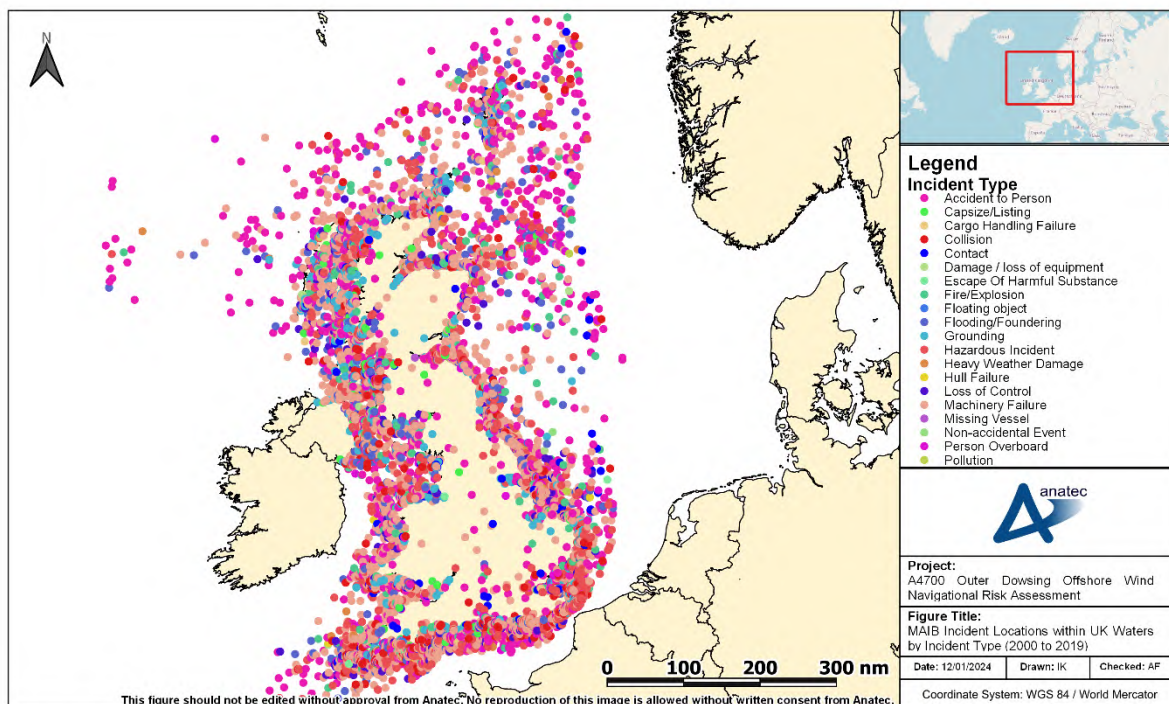 N
Legend
Incident Type
Accident to Person
Capsize/Listing
Cargo Handling Failure
Collision
Contact
Damage / loss of equipment
Escape Of Harmful Substance
Fire/Explosion
Floating object
Flooding/Foundering
Grounding
Hazardous Incident
Heavy Weather Damage
Hull Failure
Loss of Control
Machinery Failure
Missing Vessel
Non-accidental Event
Person Overboard
Pollution
anatec
Project:
A4700 Outer Dowsing Offshore Wind
Navigational Risk Assessment
Figure Title:
MAIB Incident Locations within UK Waters
by Incident Type (2000 to 2019)
Date: 12/01/2024 Drawn: IK Checked: AF
Coordinate System: WGS 84 / World Mercator
0 100 200 300 nm
This figure should not be edited without approval from Anatec. No reproduction of this image is allowed without written consent from Anatec.